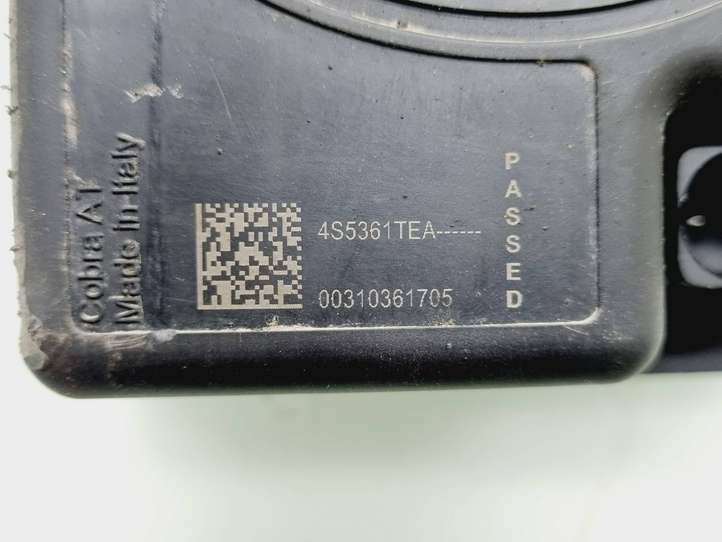 Cobra AT
Made in Italy
4S5361TEA------
00310361705
PASSED